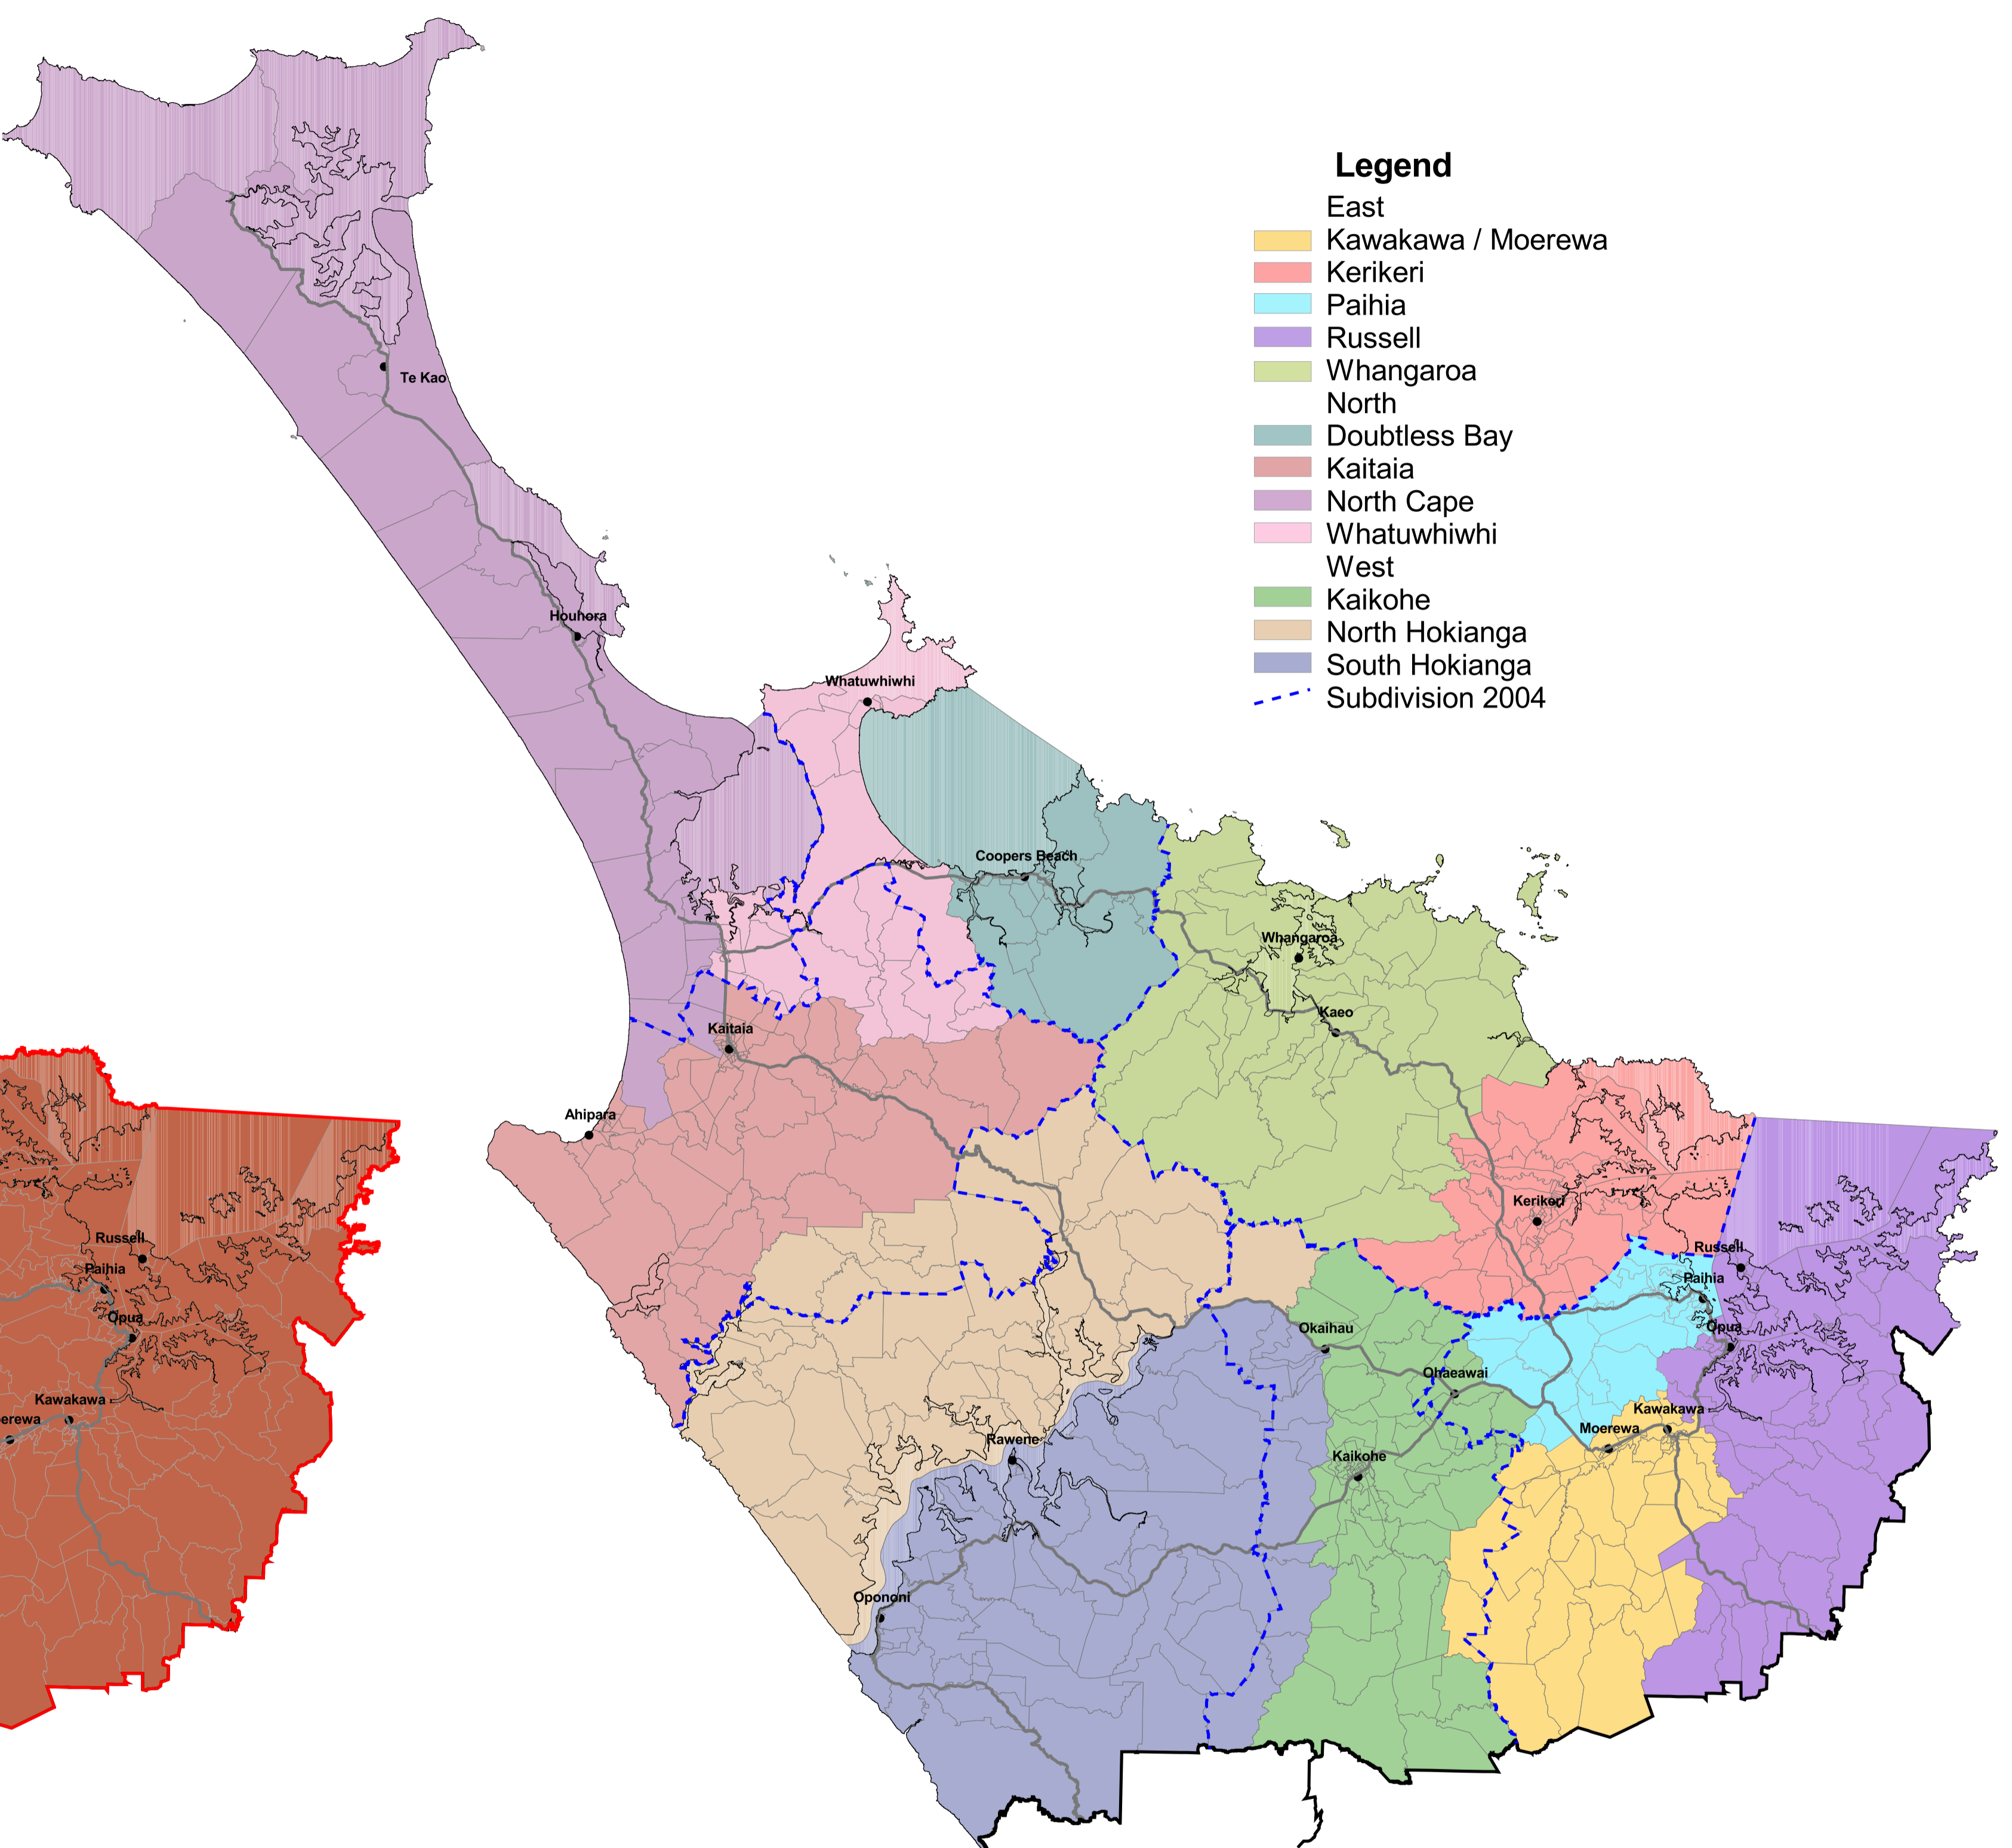 Legend
East
Kawakawa / Moerewa
Kerikeri
Paihia
Russell
Whangaroa
North
Doubtless Bay
Kaitaia
North Cape
Whatuwhiwhi
West
Kaikohe
North Hokianga
South Hokianga
Subdivision 2004
Te Kao
Houhora
Whatuwhiwhi
Coopers Beach
Whangaroa
Kaeo
Kaitaia
Ahipara
Kerikeri
Russell
Paihia
Opua
Okaihau
Ohaeawai
Kawakawa
Moerewa
Kaikohe
Rawene
Opononi
Russell
Paihia
Opua
Kawakawa
erewa